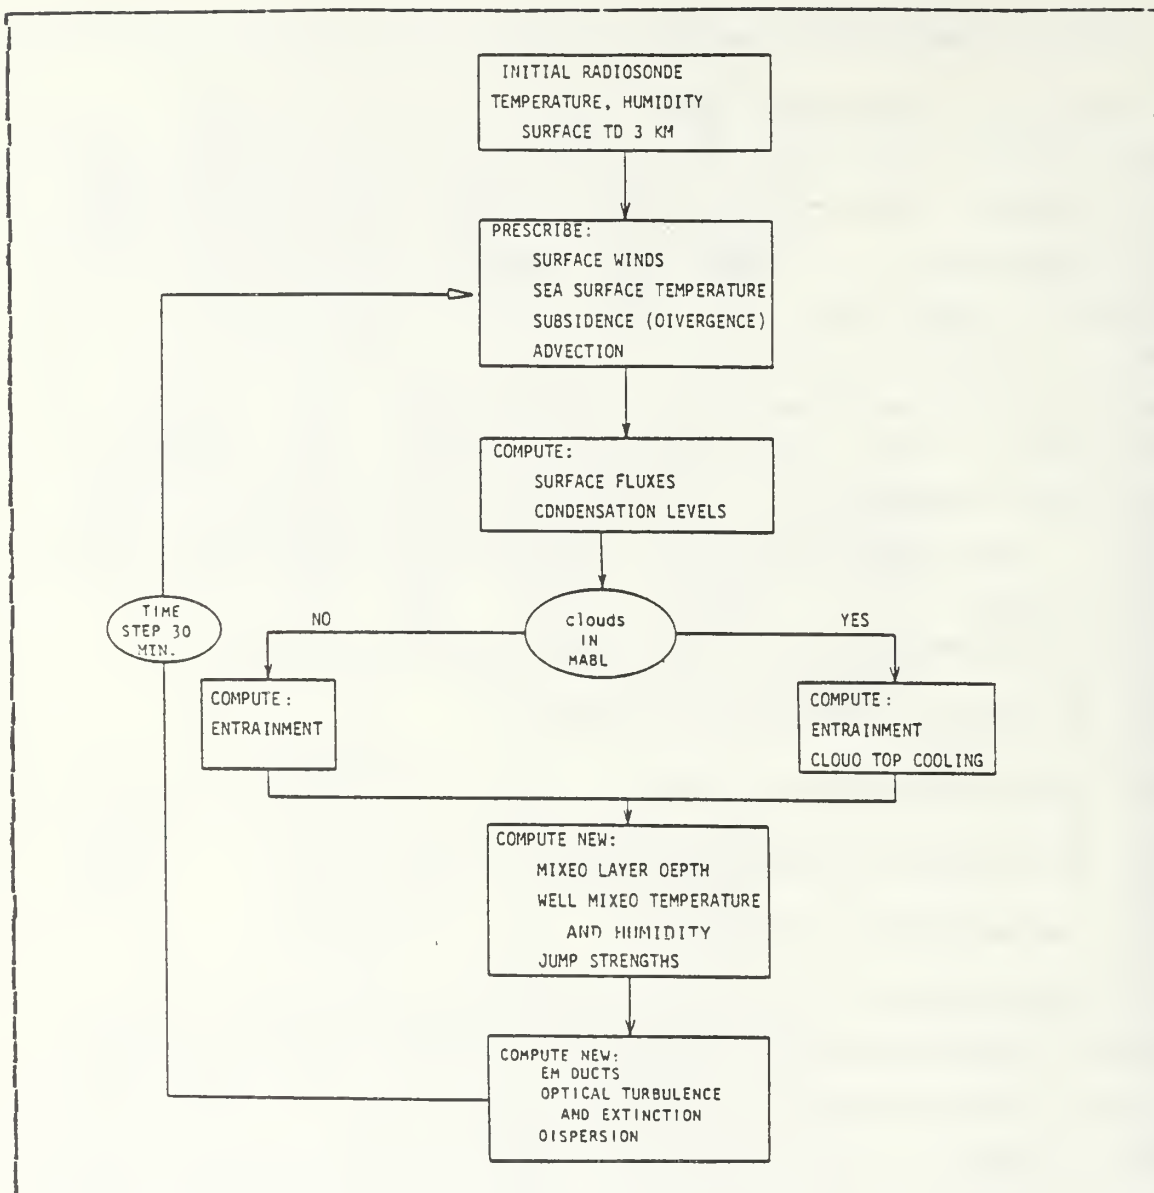 INITIAL RADIOSONDE
TEMPERATURE, HUMIDITY
SURFACE TD 3 KM
PRESCRIBE:
SURFACE WINDS
SEA SURFACE TEMPERATURE
SUBSIDENCE (OIVERGENCE)
ADVECTION
COMPUTE:
SURFACE FLUXES
CDNDENSATION LEVELS
TIME
STEP 30
MIN.
NO
clouds
IN
MABL
YES
COMPUTE:
ENTRAINMENT
COMPUTE:
ENTRAINMENT
CLOUO TOP COOLING
COMPUTE NEW:
MIXEO LAYER OEPTH
WELL MIXEO TEMPERATURE
AND HUMIDITY
JUMP STRENGTHS
COMPUTE NEW:
EM DUCTS
OPTICAL TURBULENCE
AND EXTINCTION
OISPERSION